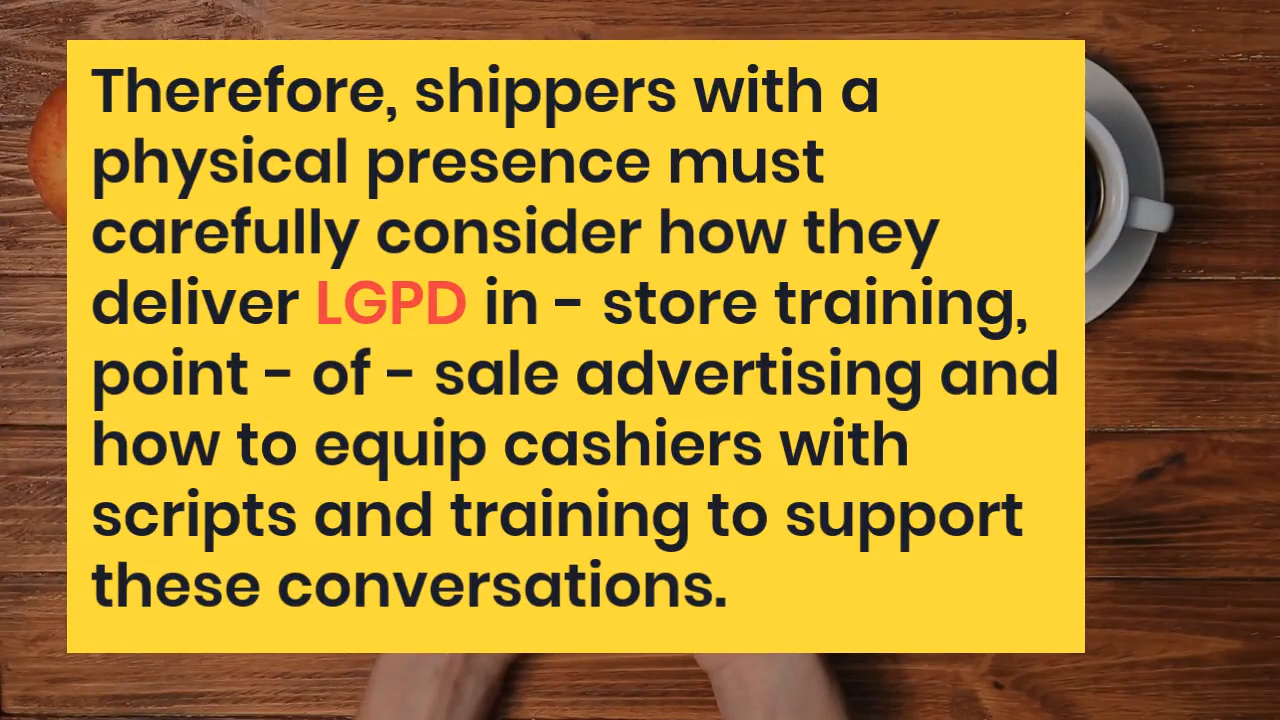 Therefore, shippers with a
physical presence must
carefully consider how they
deliver LGPD in - store training,
point - of - sale advertising and
how to equip cashiers with
scripts and training to support
these conversations.